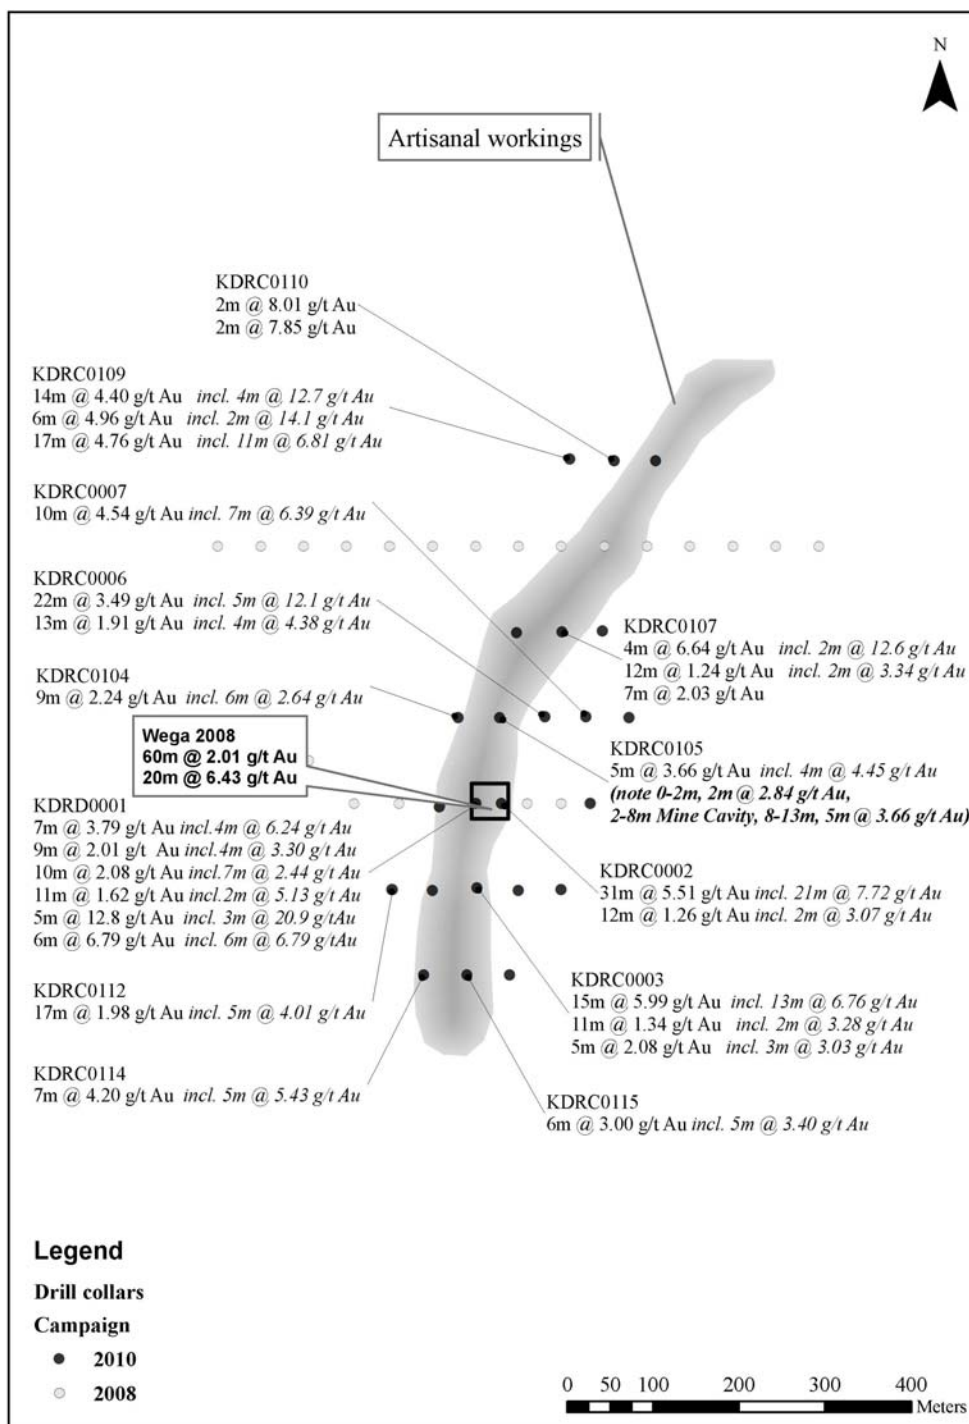 N
Artisanal workings
KDRC0110
2m @ 8.01 g/t Au
2m @ 7.85 g/t Au
KDRC0109
14m @ 4.40 g/t Au incl. 4m @ 12.7 g/t Au
6m @ 4.96 g/t Au incl. 2m @ 14.1 g/t Au
17m @ 4.76 g/t Au incl. 11m @ 6.81 g/t Au
KDRC0007
10m @ 4.54 g/t Au incl. 7m @ 6.39 g/t Au
KDRC0006
22m @ 3.49 g/t Au incl. 5m @ 12.1 g/t Au
13m @ 1.91 g/t Au incl. 4m @ 4.38 g/t Au
KDRC0107
4m @ 6.64 g/t Au incl. 2m @ 12.6 g/t Au
12m @ 1.24 g/t Au incl. 2m @ 3.34 g/t Au
7m @ 2.03 g/t Au
KDRC0104
9m @ 2.24 g/t Au incl. 6m @ 2.64 g/t Au
Wega 2008
60m @ 2.01 g/t Au
20m @ 6.43 g/t Au
KDRC0105
5m @ 3.66 g/t Au incl. 4m @ 4.45 g/t Au
(note 0-2m, 2m @ 2.84 g/t Au,
2-8m Mine Cavity, 8-13m, 5m @ 3.66 g/t Au)
KDRD0001
7m @ 3.79 g/t Au incl.4m @ 6.24 g/t Au
9m @ 2.01 g/t Au incl.4m @ 3.30 g/t Au
10m @ 2.08 g/t Au incl.7m @ 2.44 g/t Au
11m @ 1.62 g/t Au incl.2m @ 5.13 g/t Au
5m @ 12.8 g/t Au incl. 3m @ 20.9 g/tAu
6m @ 6.79 g/t Au incl. 6m @ 6.79 g/tAu
KDRC0002
31m @ 5.51 g/t Au incl. 21m @ 7.72 g/t Au
12m @ 1.26 g/t Au incl. 2m @ 3.07 g/t Au
KDRC0112
17m @ 1.98 g/t Au incl. 5m @ 4.01 g/t Au
KDRC0003
15m @ 5.99 g/t Au incl. 13m @ 6.76 g/t Au
11m @ 1.34 g/t Au incl. 2m @ 3.28 g/t Au
5m @ 2.08 g/t Au incl. 3m @ 3.03 g/t Au
KDRC0114
7m @ 4.20 g/t Au incl. 5m @ 5.43 g/t Au
KDRC0115
6m @ 3.00 g/t Au incl. 5m @ 3.40 g/t Au
Legend
Drill collars
Campaign
2010
2008
0 50 100 200 300 400
Meters